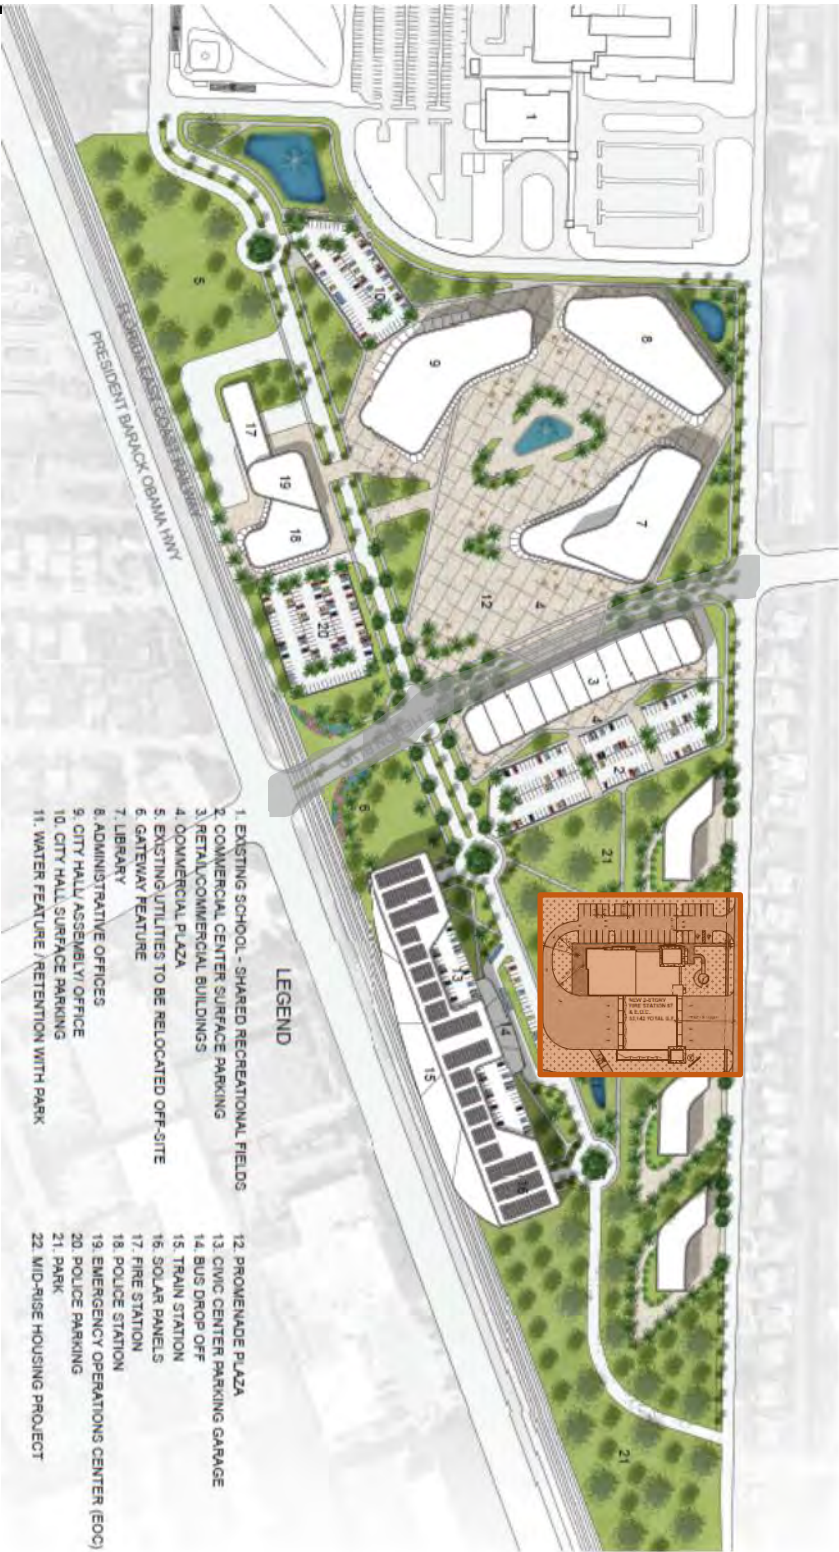 FLORIDA EAST COAST RAILWAY
PRESIDENT BARACK OBAMA HWY
1
5
10
9
8
17
19
18
7
20
12
4
3
4
2
6
21
13
14
15
16
21
NEW 2-STORY
FIRE STATION 87
& E.O.C.
LEGEND
1. EXISTING SCHOOL - SHARED RECREATIONAL FIELDS
2. COMMERCIAL CENTER SURFACE PARKING
3. RETAIL/COMMERCIAL BUILDINGS
4. COMMERCIAL PLAZA
5. EXISTING UTILITIES TO BE RELOCATED OFF-SITE
6. GATEWAY FEATURE
7. LIBRARY
8. ADMINISTRATIVE OFFICES
9. CITY HALL/ ASSEMBLY/ OFFICE
10. CITY HALL SURFACE PARKING
11. WATER FEATURE / RETENTION WITH PARK
12. PROMENADE PLAZA
13. CIVIC CENTER PARKING GARAGE
14. BUS DROP OFF
15. TRAIN STATION
16. SOLAR PANELS
17. FIRE STATION
18. POLICE STATION
19. EMERGENCY OPERATIONS CENTER (EOC)
20. POLICE PARKING
21. PARK
22. MID-RISE HOUSING PROJECT